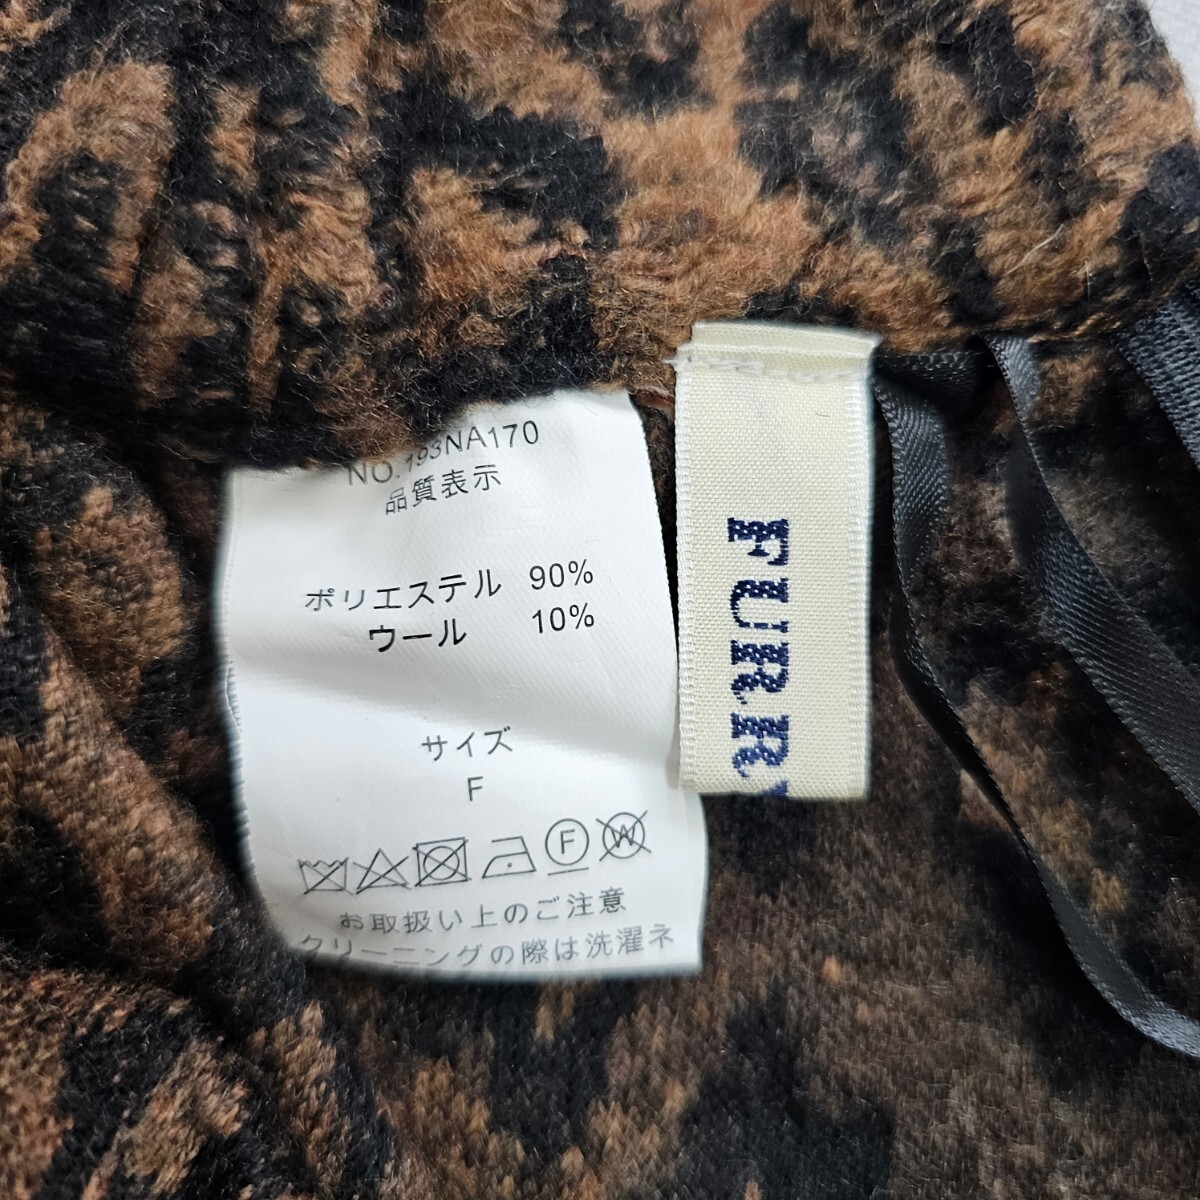 NO.193NA170
品質表示
ポリエステル 90%
ウール 10%
サイズ
F
F W
お取扱い上のご注意
クリーニングの際は洗濯ネ
FURR